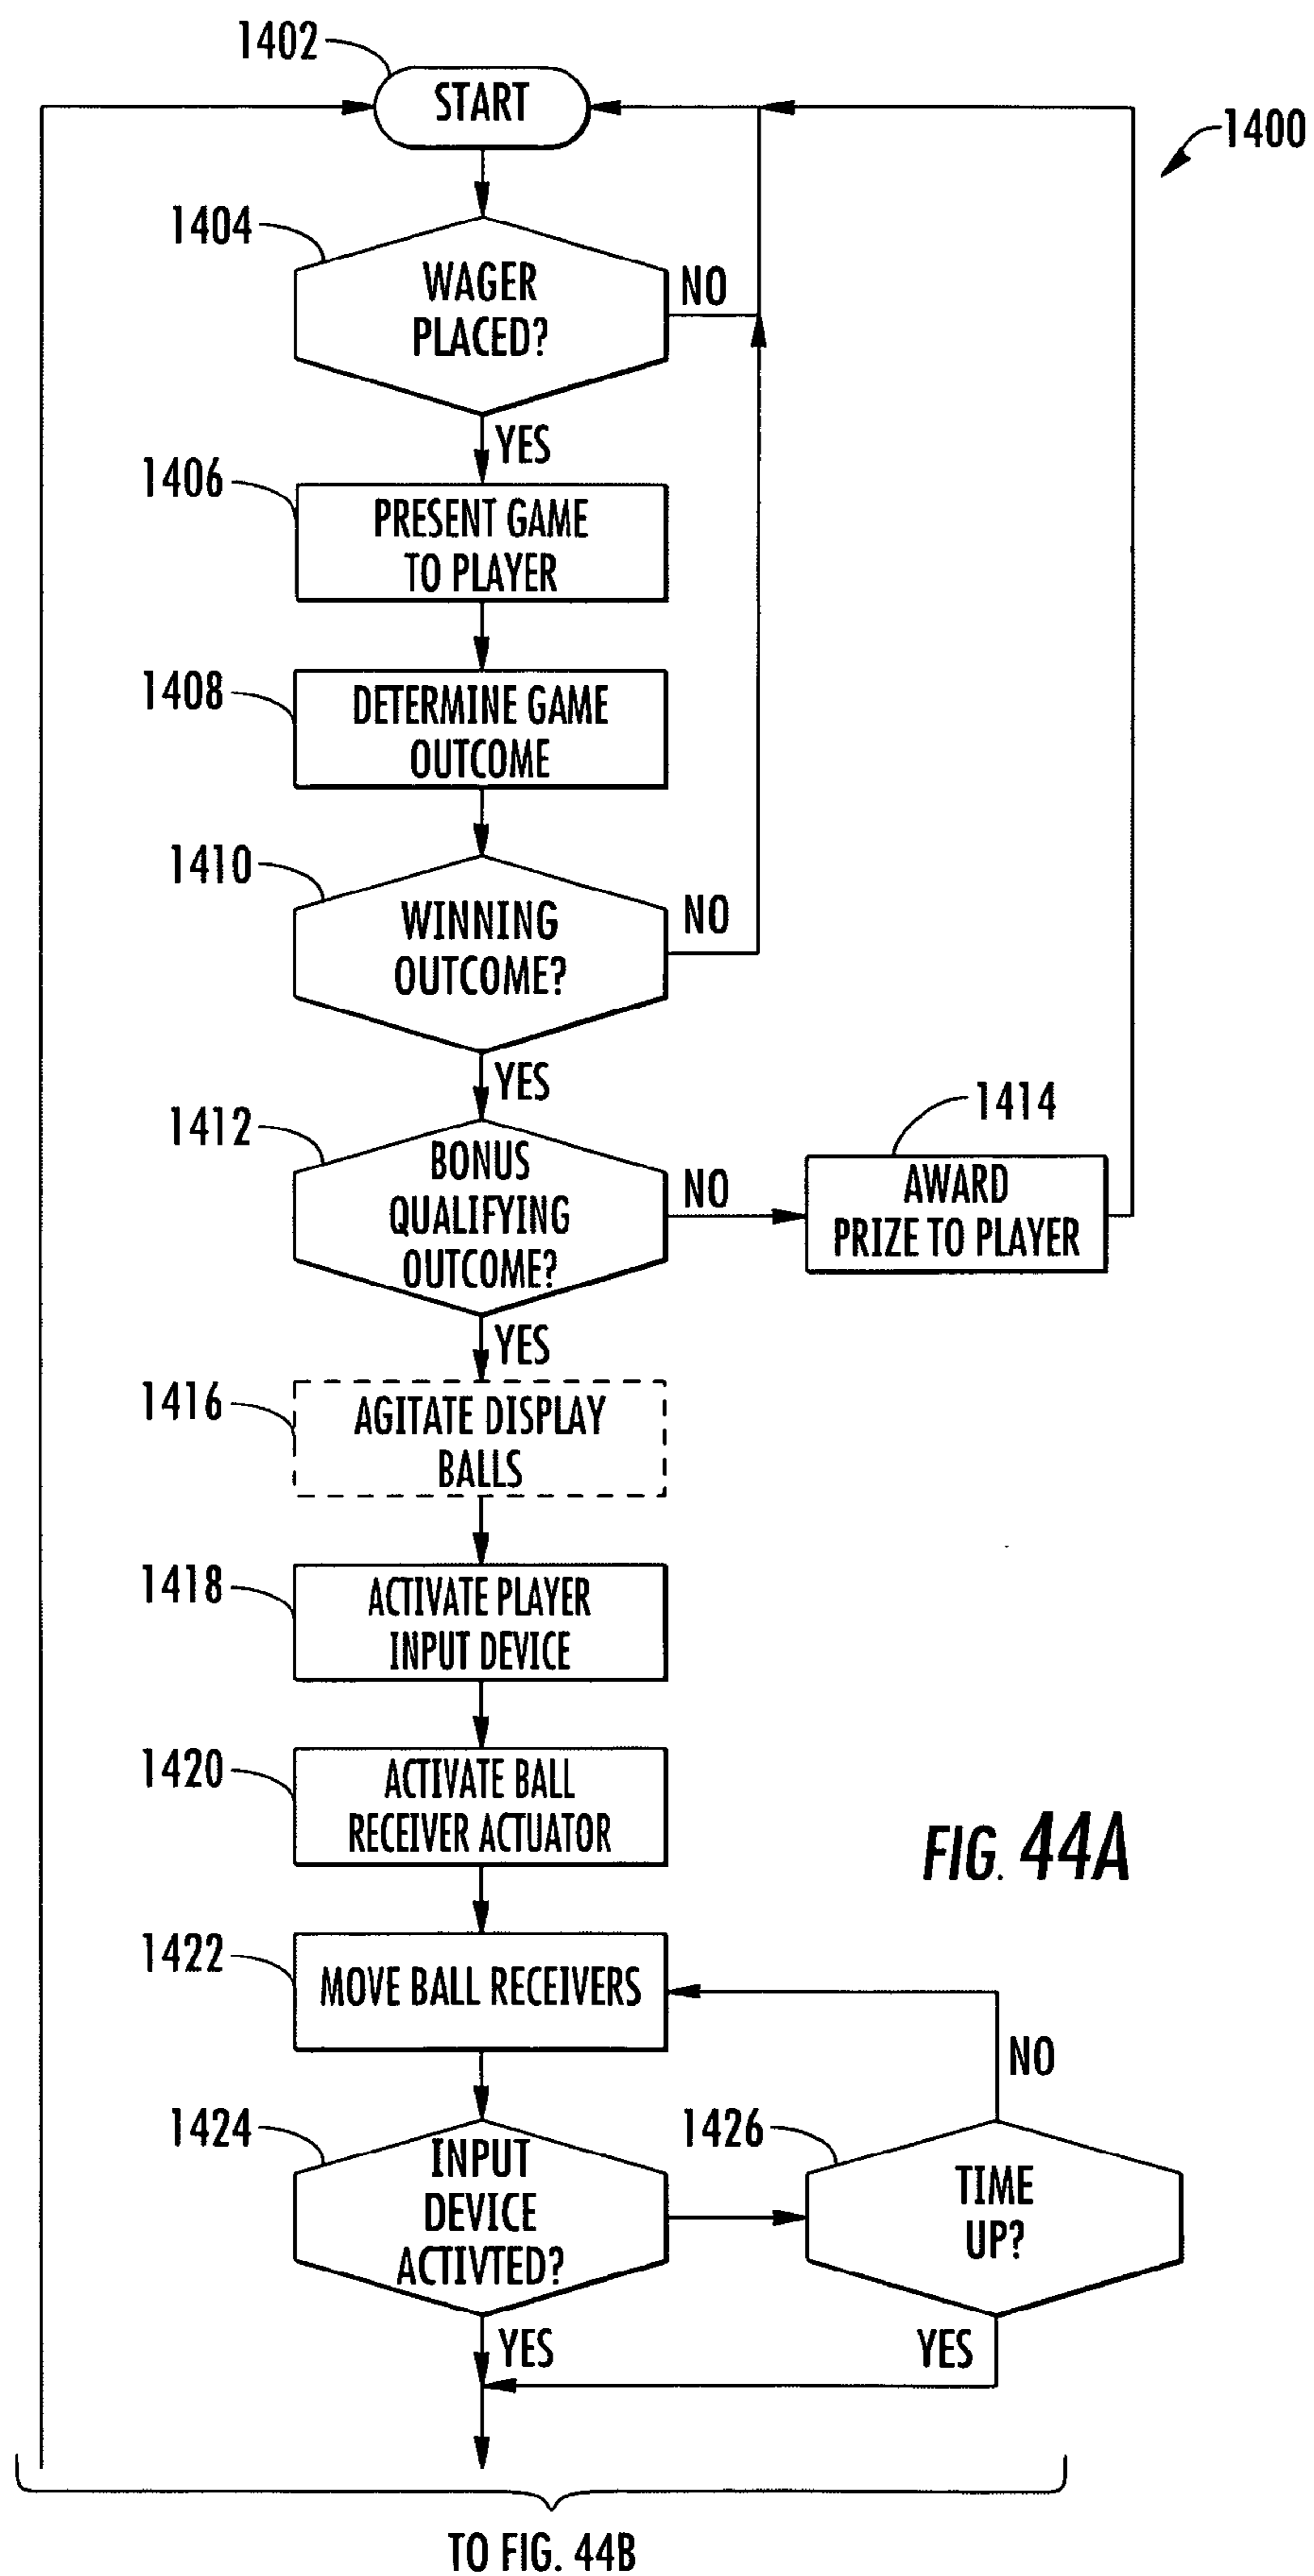 1402
START
1400
1404
WAGER
PLACED?
NO
YES
1406
PRESENT GAME
TO PLAYER
1408
DETERMINE GAME
OUTCOME
1410
WINNING
OUTCOME?
NO
YES
1412
BONUS
QUALIFYING
OUTCOME?
NO
1414
AWARD
PRIZE TO PLAYER
YES
1416
AGITATE DISPLAY
BALLS
1418
ACTIVATE PLAYER
INPUT DEVICE
1420
ACTIVATE BALL
RECEIVER ACTUATOR
FIG. 44A
1422
MOVE BALL RECEIVERS
NO
1424
INPUT
DEVICE
ACTIVTED?
1426
TIME
UP?
YES
YES
TO FIG. 44B